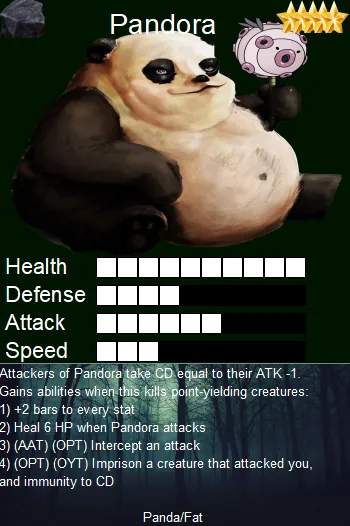 Pandora
Health
Defense
Attack
Speed
Attackers of Pandora take CD equal to their ATK -1.
Gains abilities when this kills point-yielding creatures:
1) +2 bars to every stat
2) Heal 6 HP when Pandora attacks
3) (AAT) (OPT) Intercept an attack
4) (OPT) (OYT) Imprison a creature that attacked you,
and immunity to CD
Panda/Fat